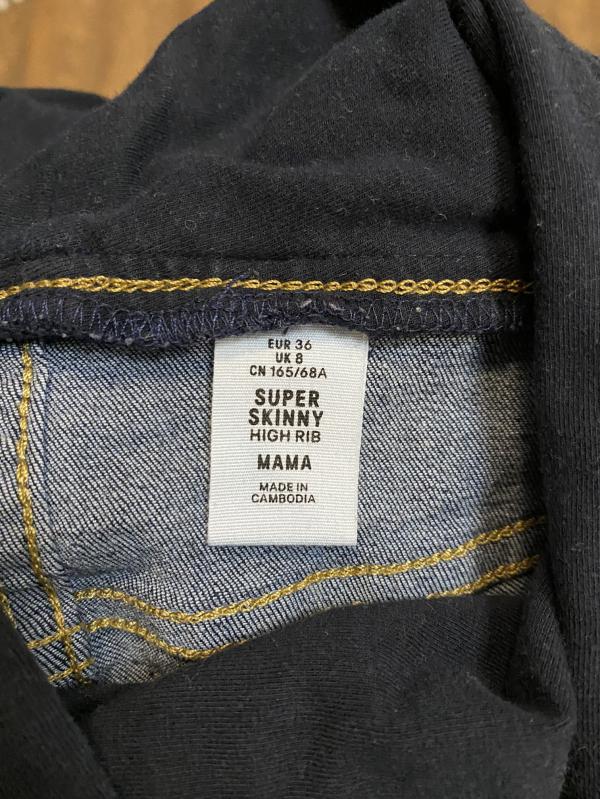 EUR 36
UK 8
CN 165/68A
SUPER
SKINNY
HIGH RIB
MAMA
MADE IN
CAMBODIA